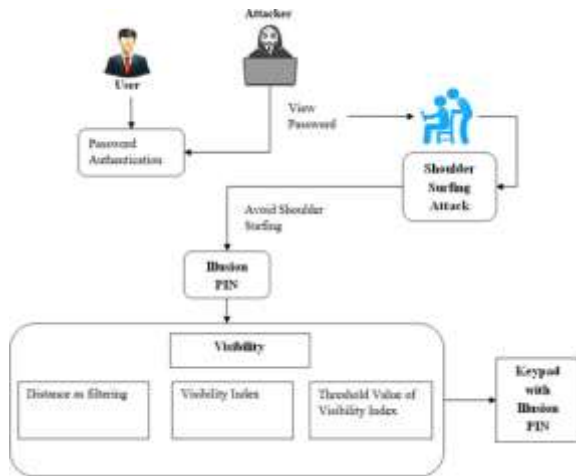 Attacker
User
View
Password
Password
Authentication
Shoulder
Surfing
Attack
Avoid Shoulder
Surfing
Illusion
PIN
Visibility
Distance as filtering
Visibility Index
Threshold Value of
Visibility Index
Keypad
with
Illusion
PIN